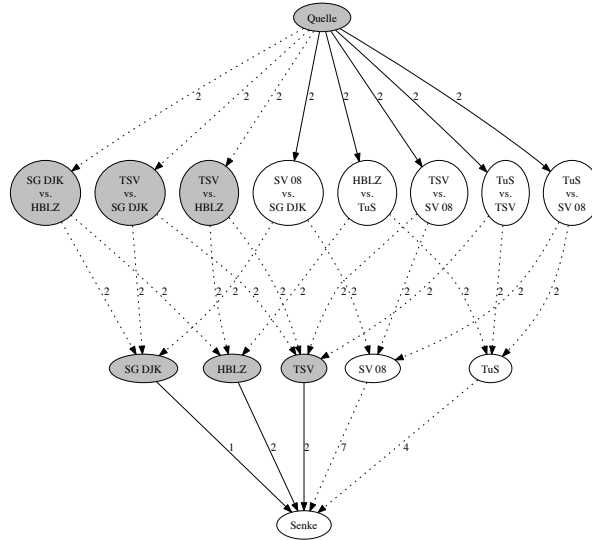 Quelle
2 2 2 2 2 2 2 2
SG DJK
vs.
HBLZ
TSV
vs.
SG DJK
TSV
vs.
HBLZ
SV 08
vs.
SG DJK
HBLZ
vs.
TuS
TSV
vs.
SV 08
TuS
vs.
TSV
TuS
vs.
SV 08
2 2 2 2 2 2 2 2 2 2 2 2 2 2 2 2
SG DJK
HBLZ
TSV
SV 08
TuS
1 2 2 7 4
Senke